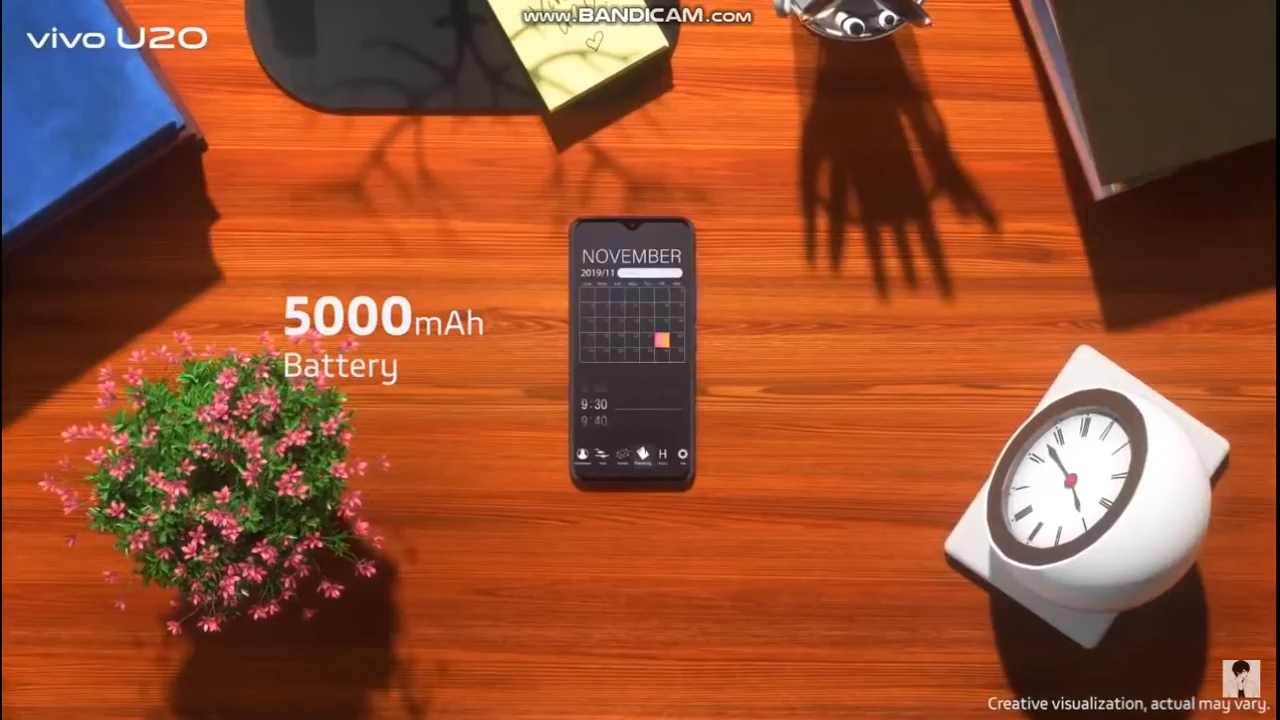 www.BANDICAM.com
vivo U20
NOVEMBER
2019/11
5000mAh
Battery
9:30
9:40
H
Creative visualization, actual may vary.